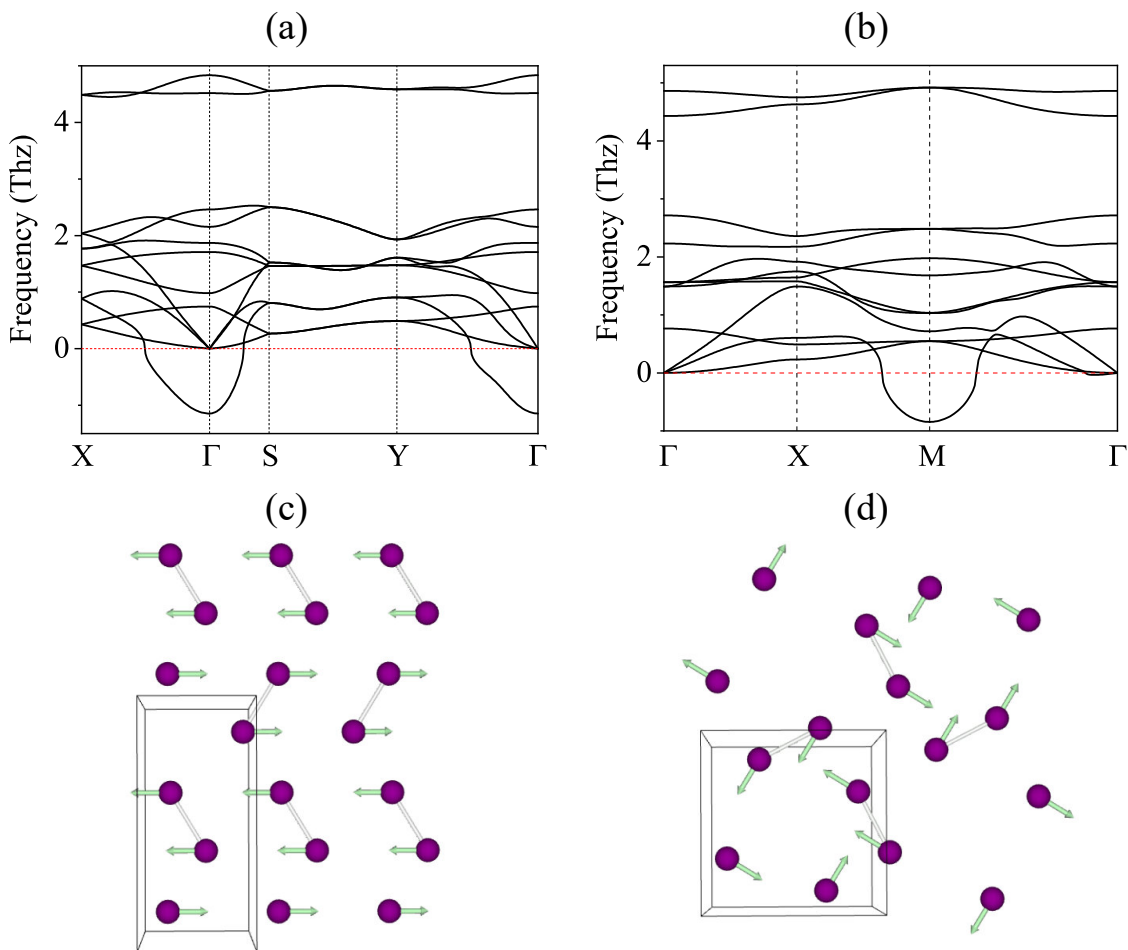 (a)
Frequency (Thz)
4
2
0
X Γ S Y Γ
(b)
Frequency (Thz)
4
2
0
Γ X M Γ
(c)
(d)